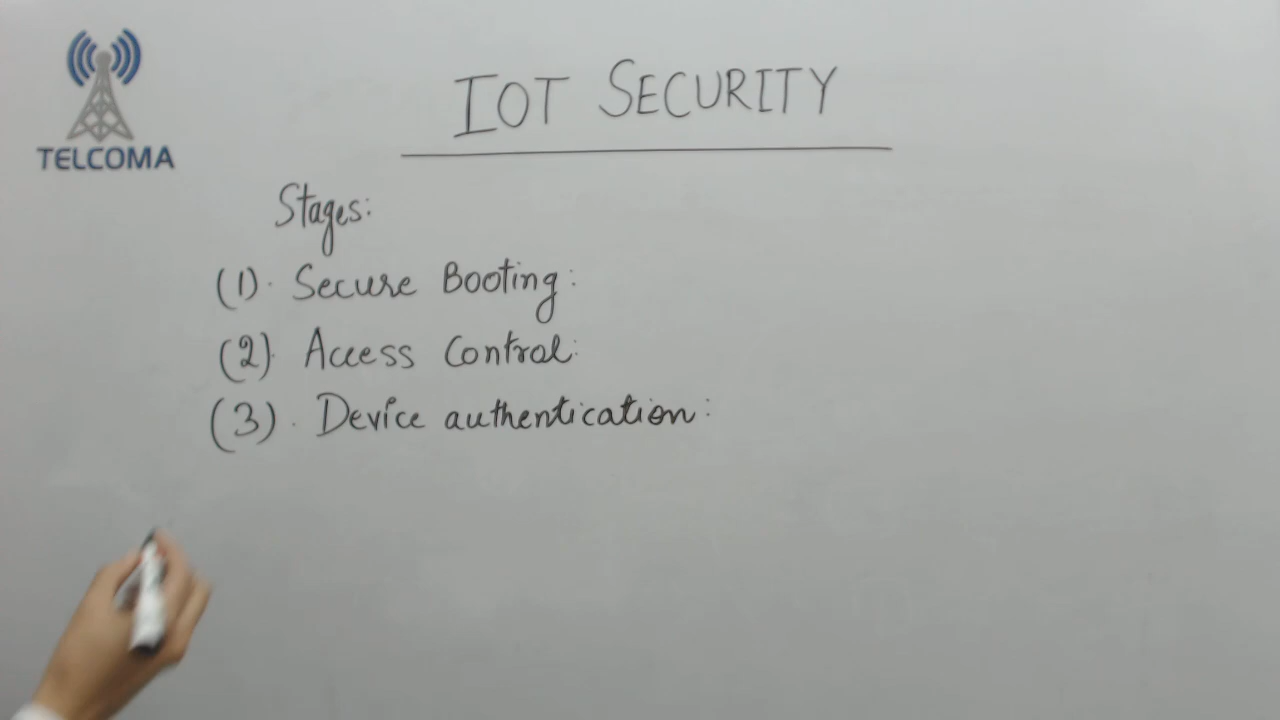 TELCOMA
IOT SECURITY
Stages:
(1). Secure Booting:
(2). Access Control:
(3). Device authentication: